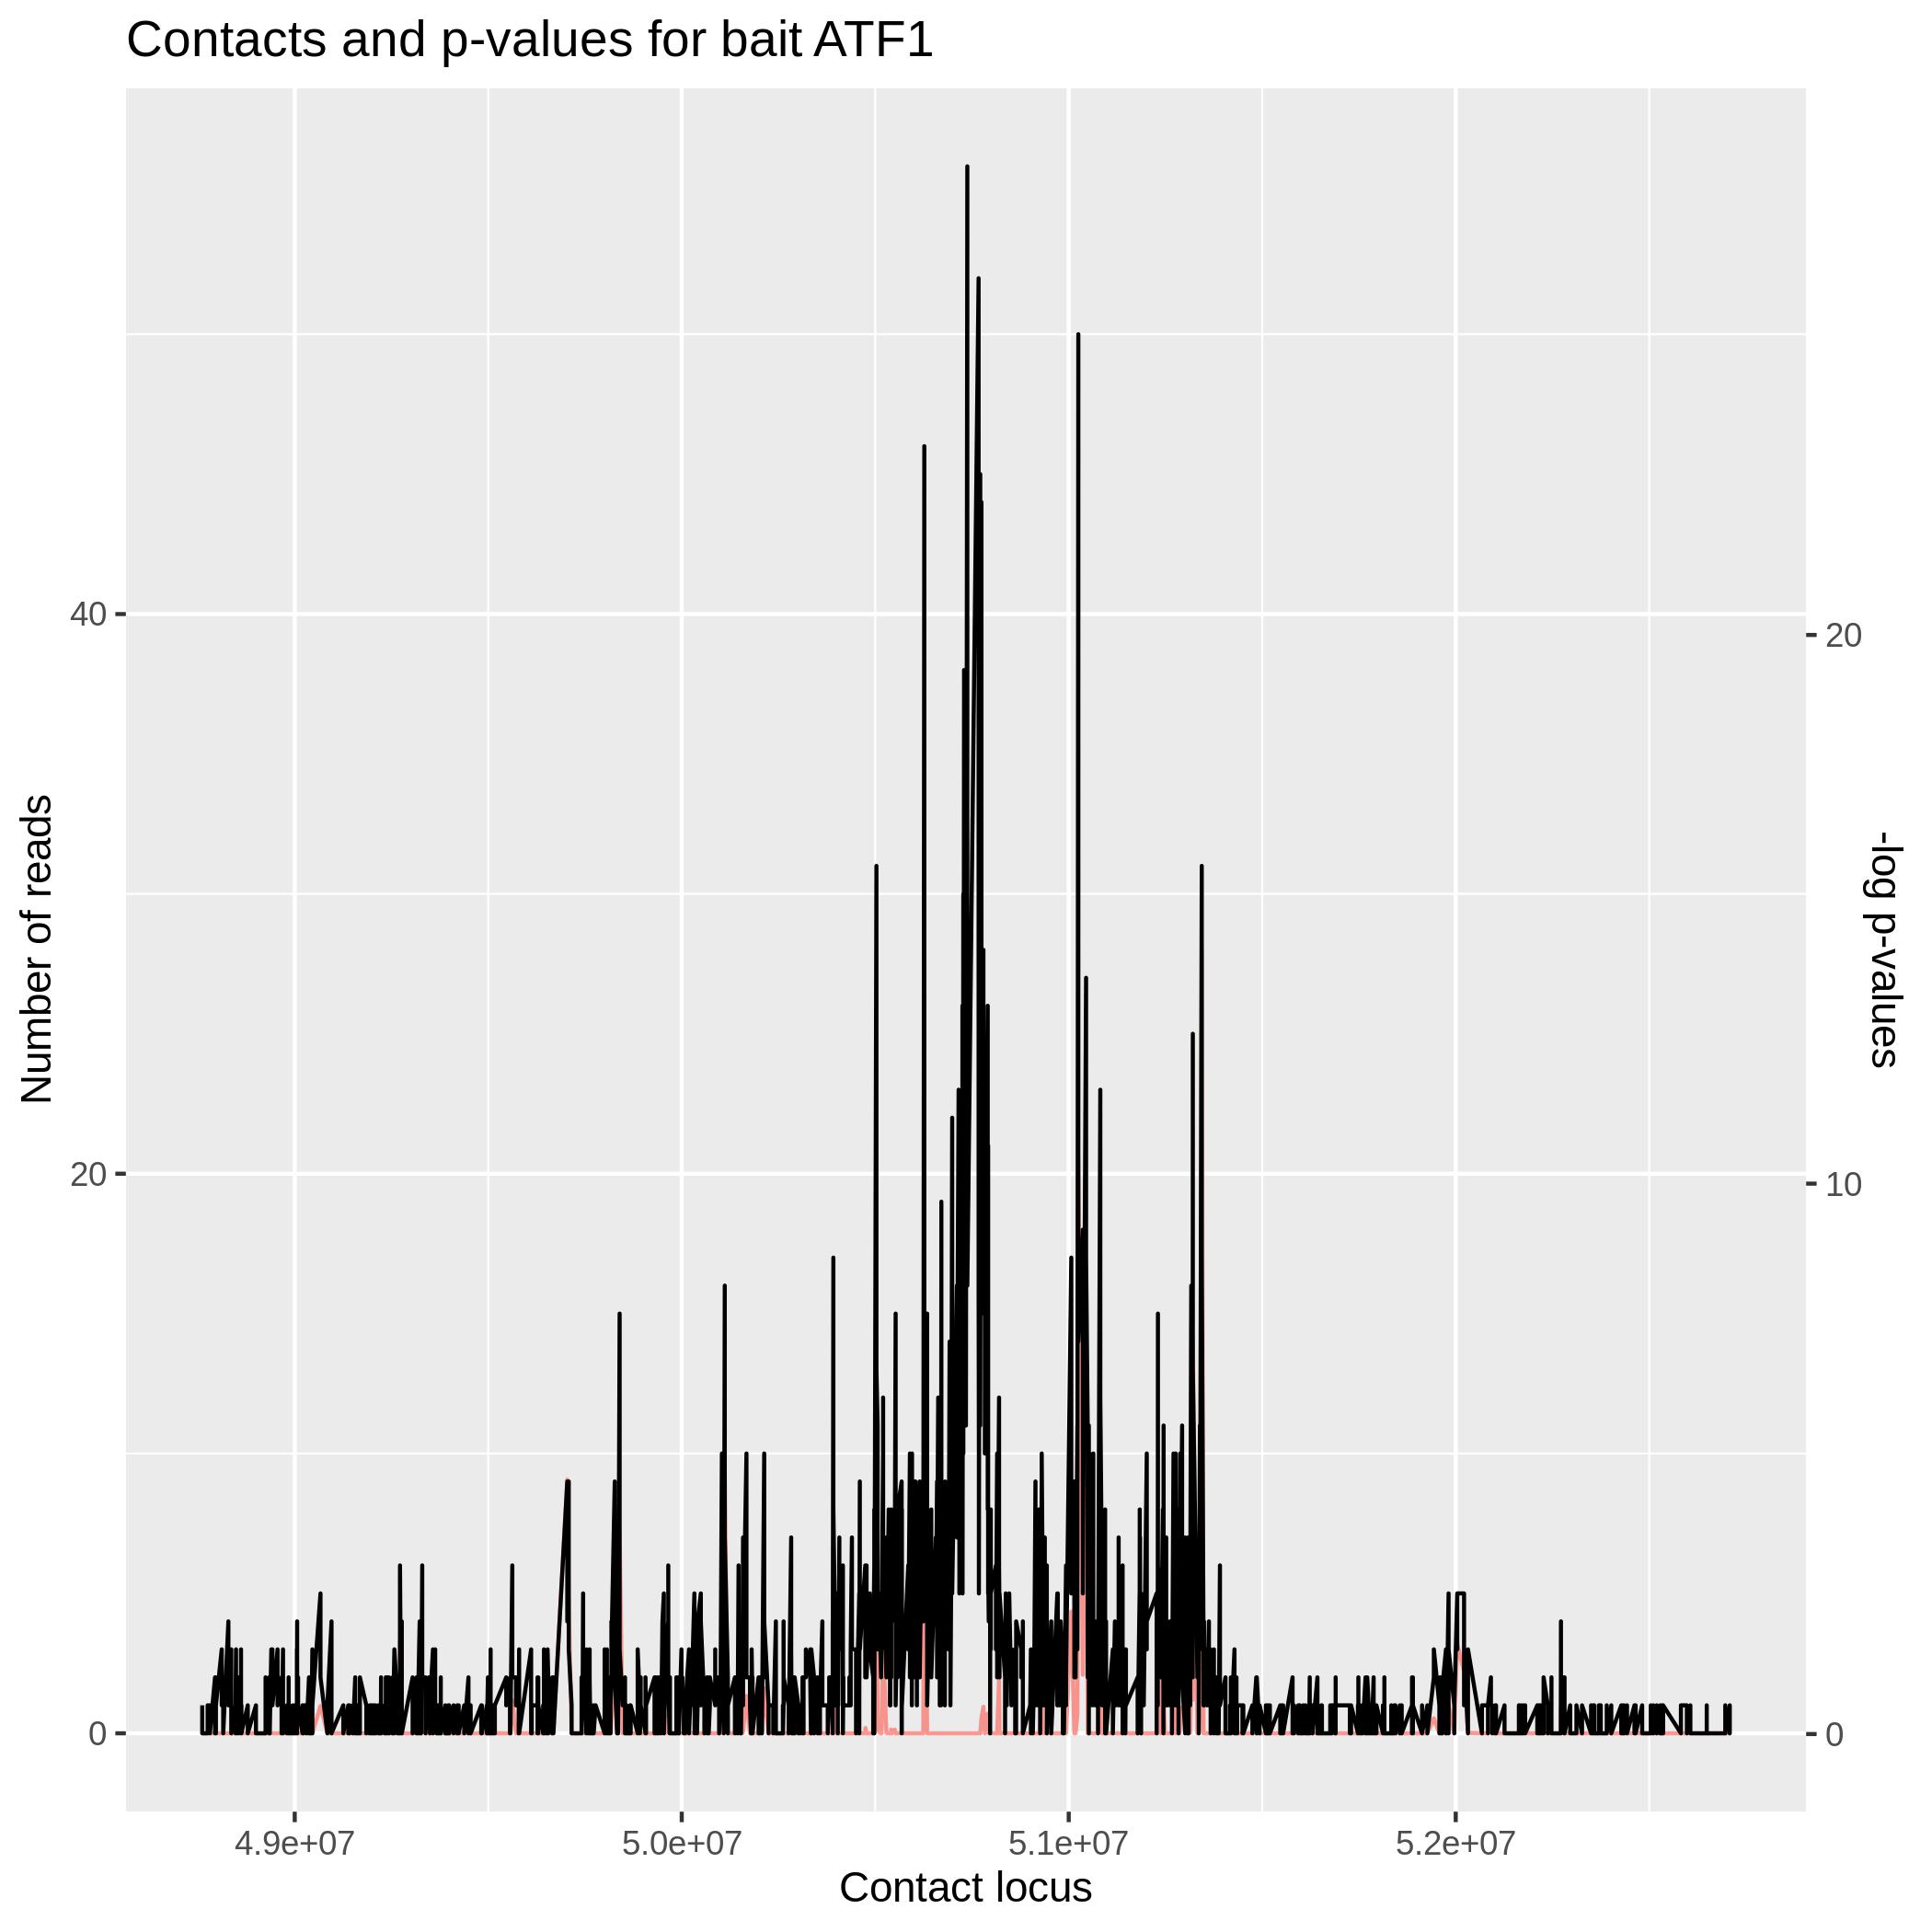 Contacts and p-values for bait ATF1
Number of reads
40
20
0
20
10
0
-log p-values
4.9e+07
5.0e+07
5.1e+07
5.2e+07
Contact locus